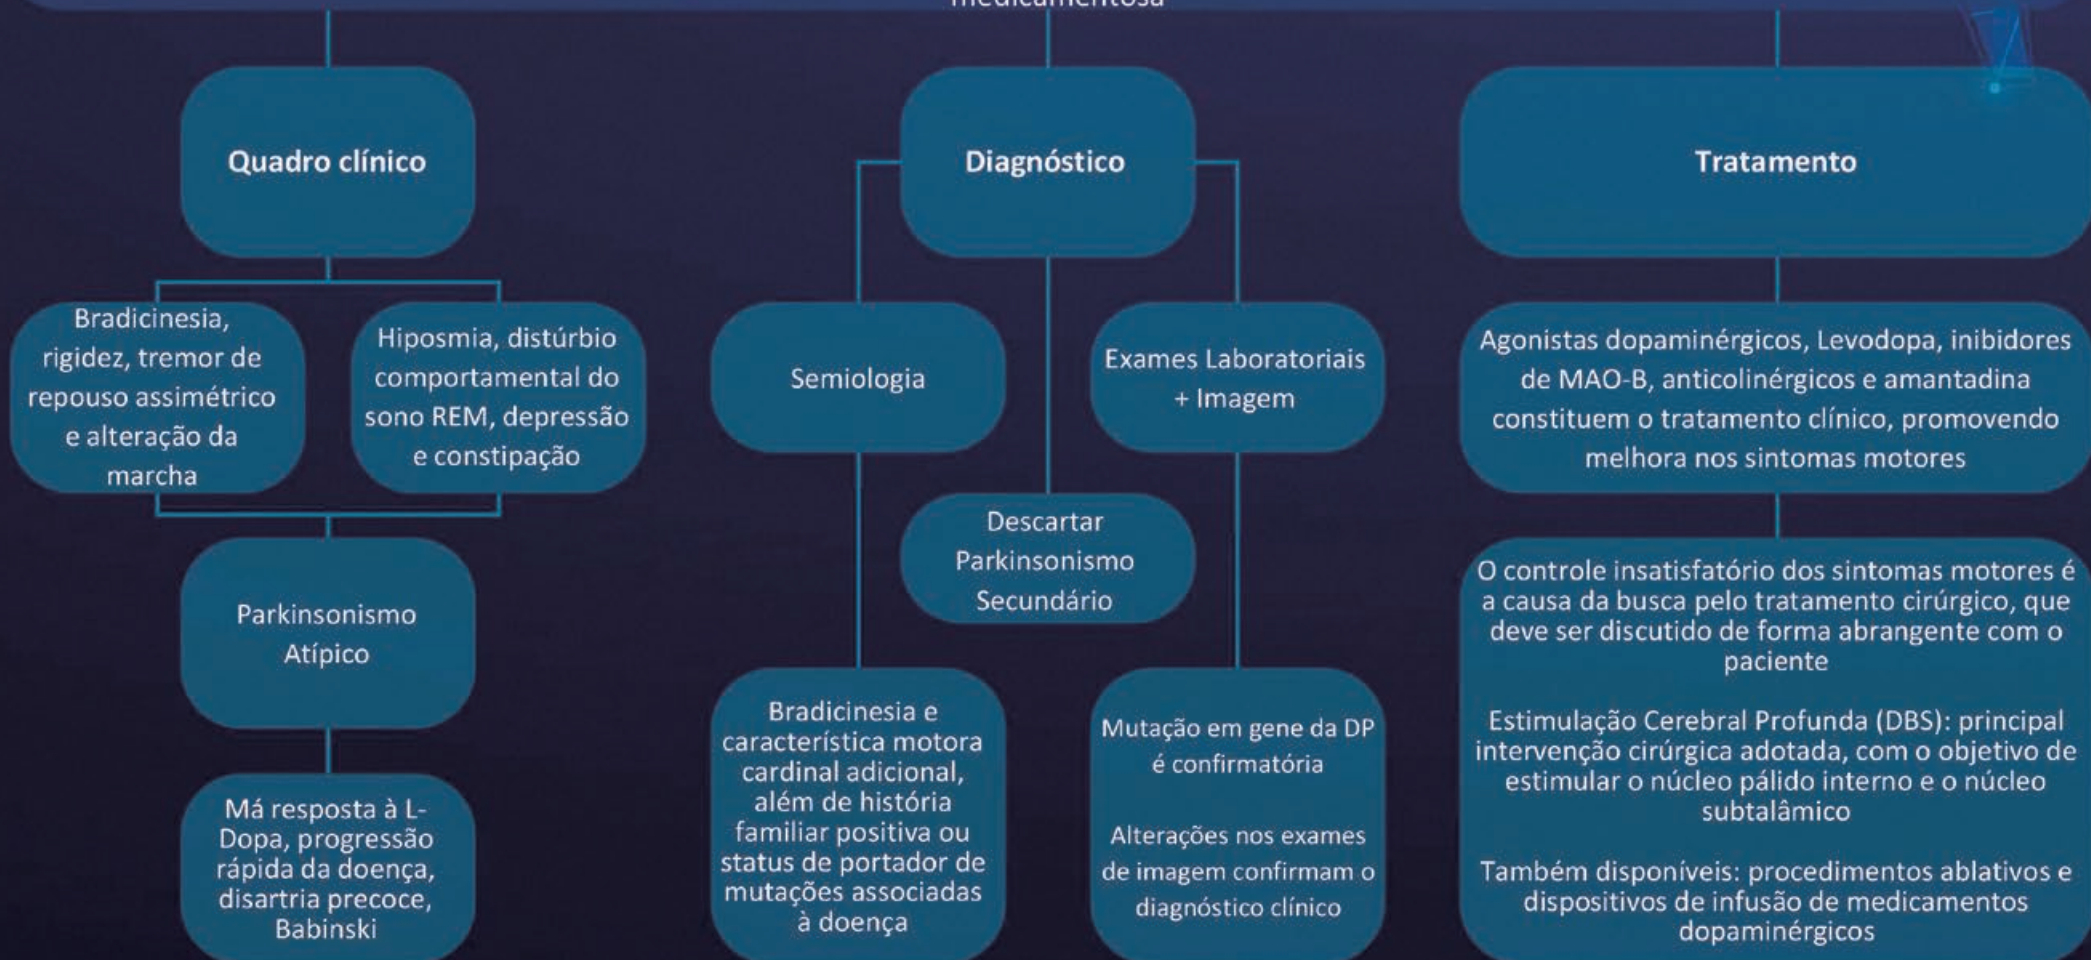 Quadro clínico
Bradicinesia,
rigidez, tremor de
repouso assimétrico
e alteração da
marcha
Hiposmia, distúrbio
comportamental do
sono REM, depressão
e constipação
Parkinsonismo
Atípico
Má resposta à L-
Dopa, progressão
rápida da doença,
disartria precoce,
Babinski
Diagnóstico
Semiologia
Bradicinesia e
característica motora
cardinal adicional,
além de história
familiar positiva ou
status de portador de
mutações associadas
à doença
Descartar
Parkinsonismo
Secundário
Exames Laboratoriais
+ Imagem
Mutação em gene da DP
é confirmatória
Alterações nos exames
de imagem confirmam o
diagnóstico clínico
Tratamento
Agonistas dopaminérgicos, Levodopa, inibidores
de MAO-B, anticolinérgicos e amantadina
constituem o tratamento clínico, promovendo
melhora nos sintomas motores
O controle insatisfatório dos sintomas motores é
a causa da busca pelo tratamento cirúrgico, que
deve ser discutido de forma abrangente com o
paciente
Estimulação Cerebral Profunda (DBS): principal
intervenção cirúrgica adotada, com o objetivo de
estimular o núcleo pálido interno e o núcleo
subtalâmico
Também disponíveis: procedimentos ablativos e
dispositivos de infusão de medicamentos
dopaminérgicos